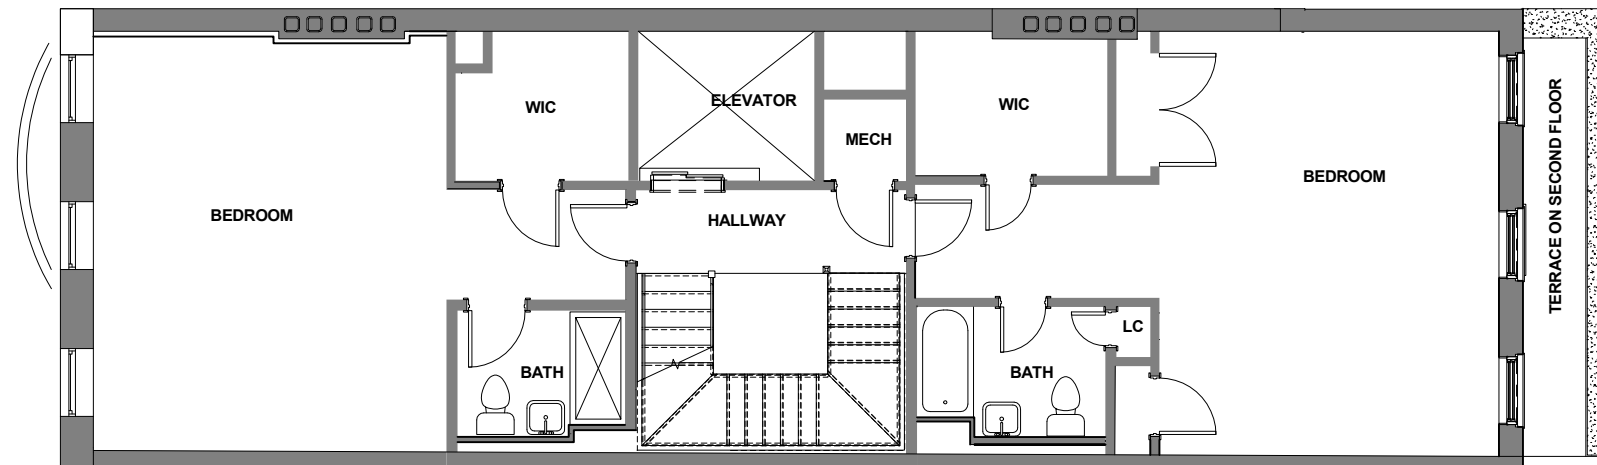 WIC
ELEVATOR
MECH
WIC
BEDROOM
HALLWAY
BEDROOM
TERRACE ON SECOND FLOOR
BATH
BATH
LC